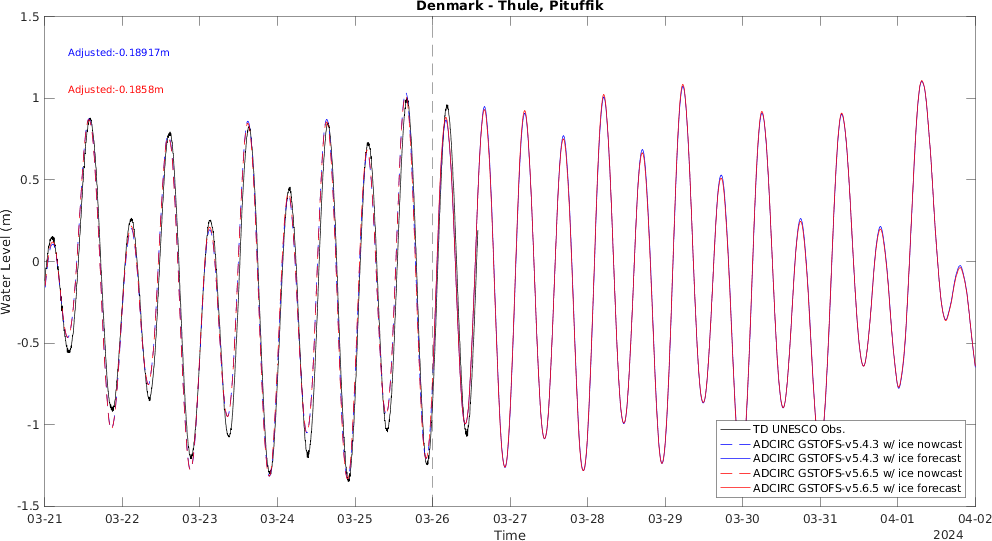 Denmark - Thule, Pituffik
1.5
Adjusted:-0.18917m
Adjusted:-0.1858m
1
0.5
0
-0.5
-1
-1.5
Water Level (m)
TD UNESCO Obs.
ADCIRC GSTOFS-v5.4.3 w/ ice nowcast
ADCIRC GSTOFS-v5.4.3 w/ ice forecast
ADCIRC GSTOFS-v5.6.5 w/ ice nowcast
ADCIRC GSTOFS-v5.6.5 w/ ice forecast
03-21 03-22 03-23 03-24 03-25 03-26 03-27 03-28 03-29 03-30 03-31 04-01 04-02
Time
2024